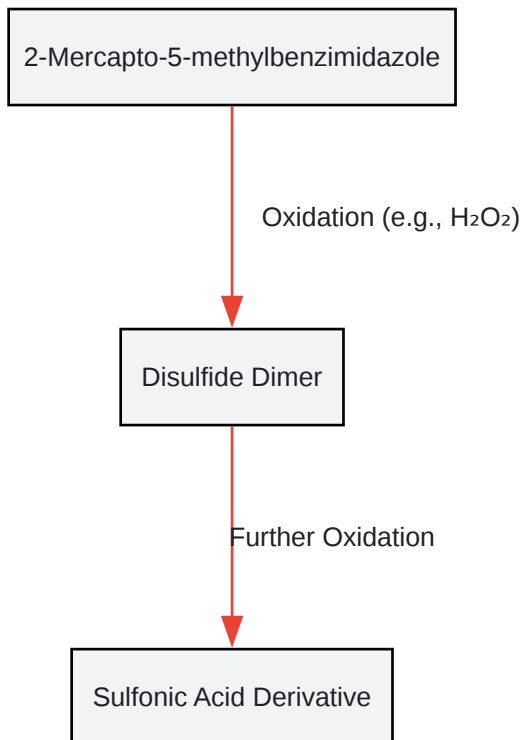 2-Mercapto-5-methylbenzimidazole
Oxidation (e.g., H₂O₂)
Disulfide Dimer
Further Oxidation
Sulfonic Acid Derivative